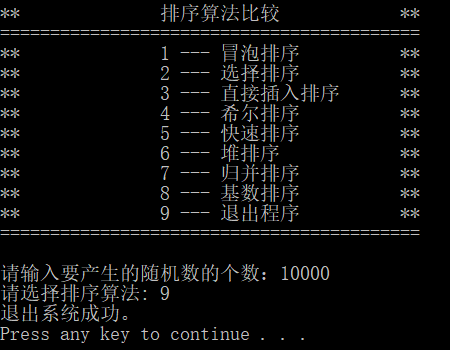 ** 排序算法比较 **
==========================================
** 1 --- 冒泡排序 **
** 2 --- 选择排序 **
** 3 --- 直接插入排序 **
** 4 --- 希尔排序 **
** 5 --- 快速排序 **
** 6 --- 堆排序 **
** 7 --- 归并排序 **
** 8 --- 基数排序 **
** 9 --- 退出程序 **
==========================================
请输入要产生的随机数的个数：10000
请选择排序算法: 9
退出系统成功。
Press any key to continue . . .